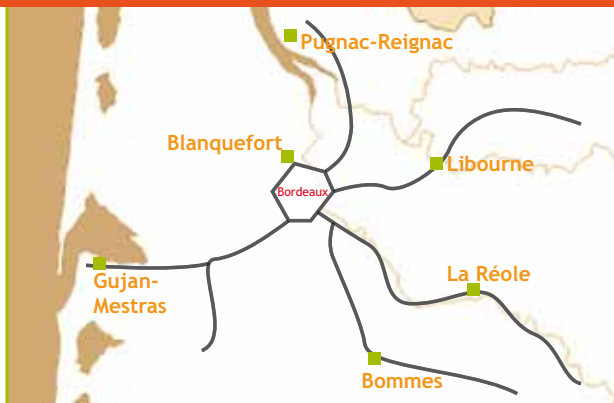 Pugnac-Reignac
Blanquefort
Libourne
Bordeaux
Gujan-
Mestras
La Réole
Bommes